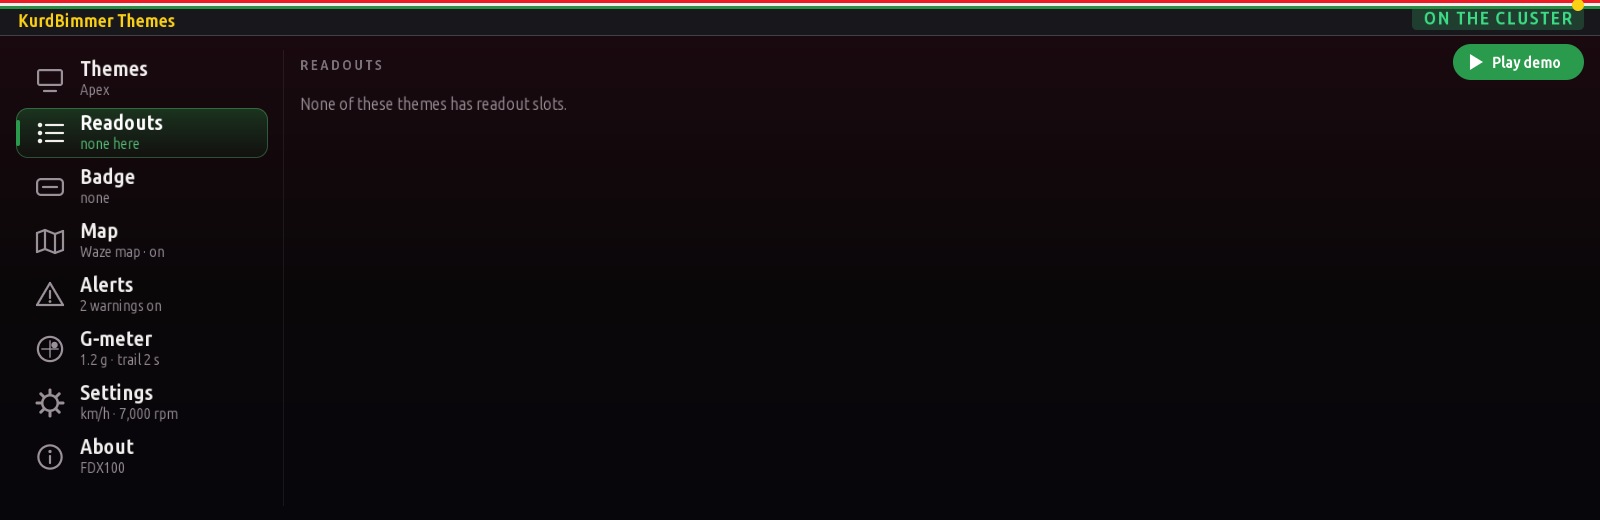 KurdBimmer Themes
ON THE CLUSTER
Themes
Apex
Readouts
none here
Badge
none
Map
Waze map · on
Alerts
2 warnings on
G-meter
1.2 g · trail 2 s
Settings
km/h · 7,000 rpm
About
FDX100
READOUTS
Play demo
None of these themes has readout slots.